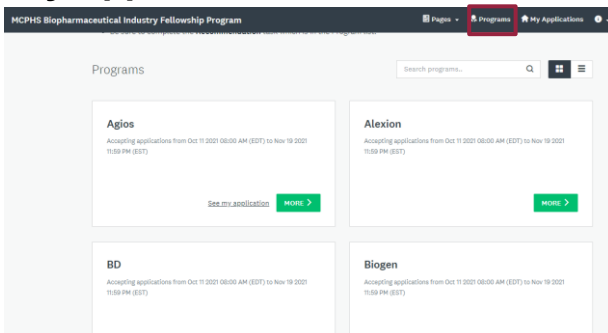 MCPHS Biopharmaceutical Industry Fellowship Program Pages Programs My Applications
Programs
Search programs..
Agios
Accepting applications from Oct 11 2021 08:00 AM (EDT) to Nov 19 2021
11:59 PM (EST)
See my application MORE
Alexion
Accepting applications from Oct 11 2021 08:00 AM (EDT) to Nov 19 2021
11:59 PM (EST)
MORE
BD
Accepting applications from Oct 11 2021 08:00 AM (EDT) to Nov 19 2021
11:59 PM (EST)
Biogen
Accepting applications from Oct 11 2021 08:00 AM (EDT) to Nov 19 2021
11:59 PM (EST)